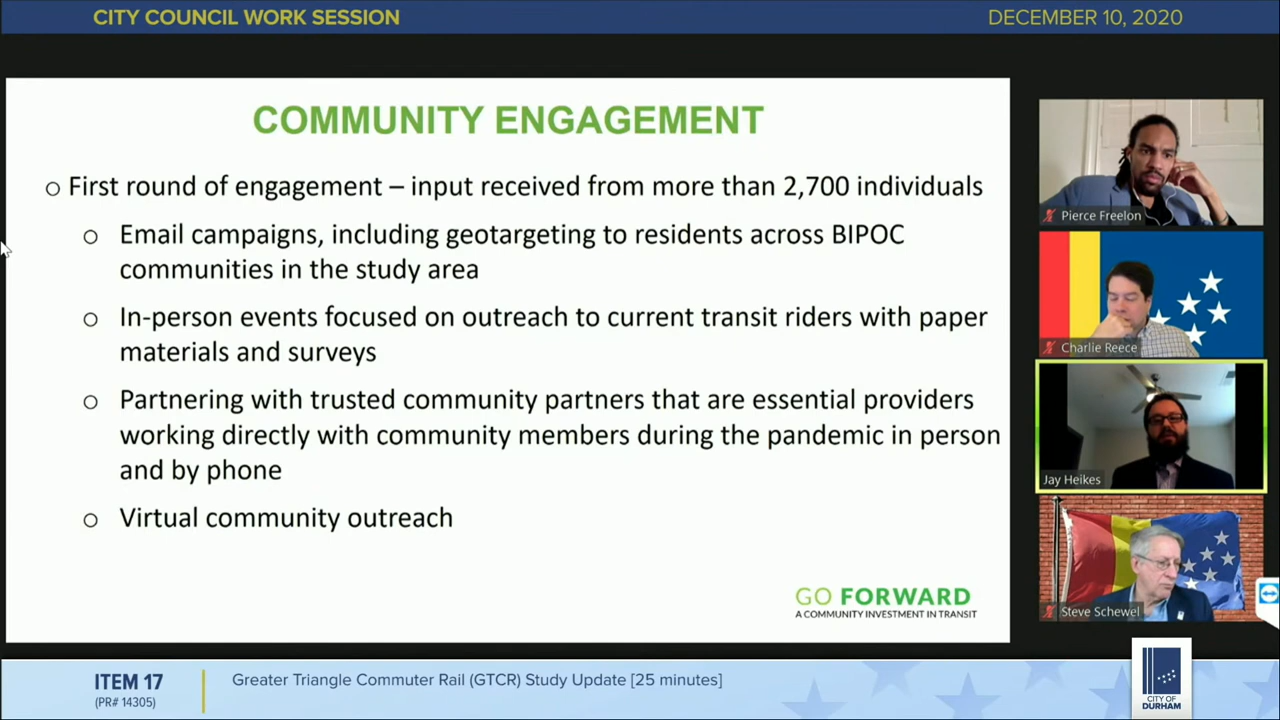 CITY COUNCIL WORK SESSION
DECEMBER 10, 2020
COMMUNITY ENGAGEMENT
o First round of engagement – input received from more than 2,700 individuals
o Email campaigns, including geotargeting to residents across BIPOC
communities in the study area
o In-person events focused on outreach to current transit riders with paper
materials and surveys
o Partnering with trusted community partners that are essential providers
working directly with community members during the pandemic in person
and by phone
o Virtual community outreach
GO FORWARD
A COMMUNITY INVESTMENT IN TRANSIT
Pierce Freelon
Charlie Reece
Jay Heikes
Steve Schewel
ITEM 17
(PR# 14305)
Greater Triangle Commuter Rail (GTCR) Study Update [25 minutes]
CITY OF
DURHAM